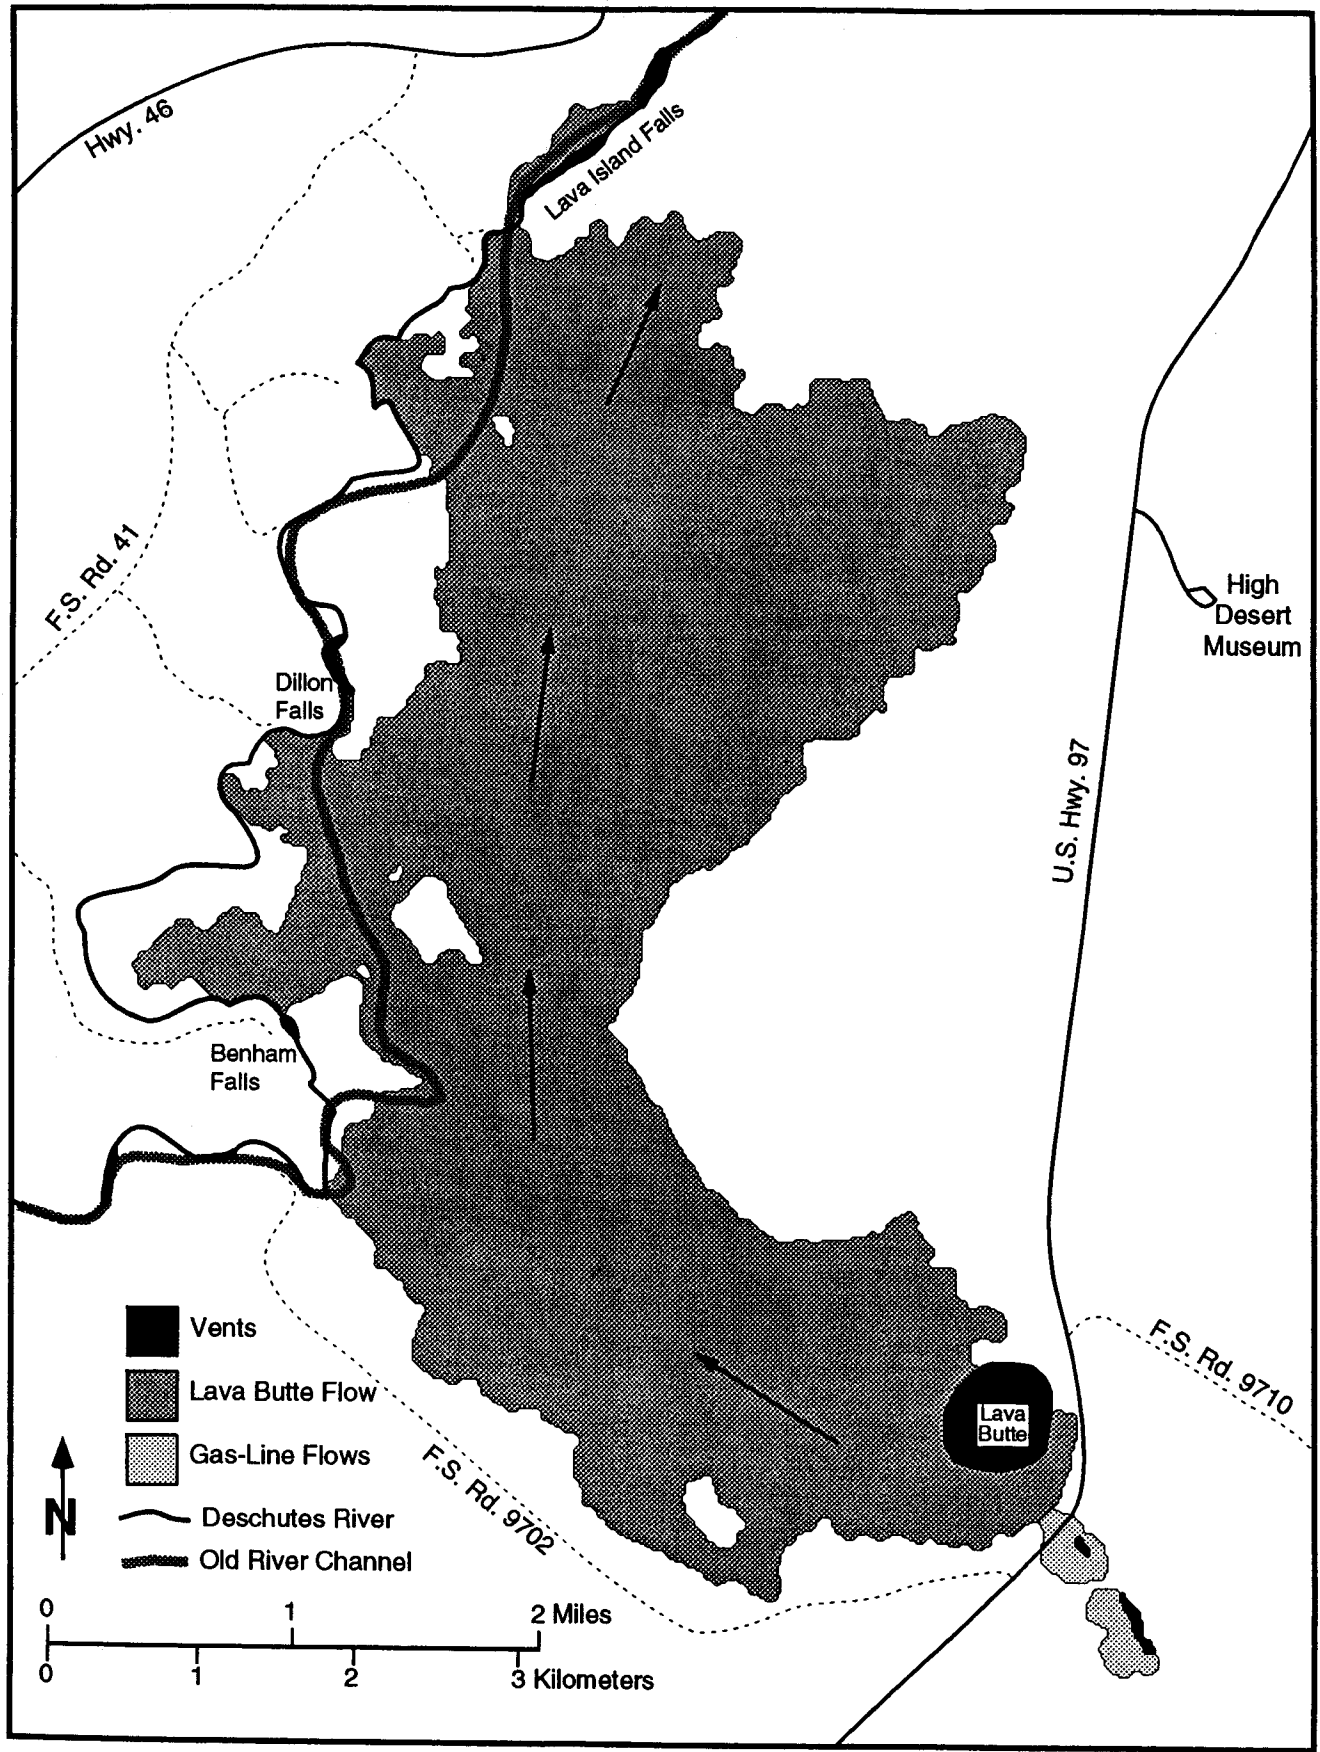 Hwy. 46
Lava Island Falls
F.S. Rd. 41
High
Desert
Museum
Dillon
Falls
U.S. Hwy. 97
Benham
Falls
F.S. Rd. 9710
Lava
Butte
F.S. Rd. 9702
Vents
Lava Butte Flow
Gas-Line Flows
Deschutes River
Old River Channel
N
0 1 2 Miles
0 1 2 3 Kilometers